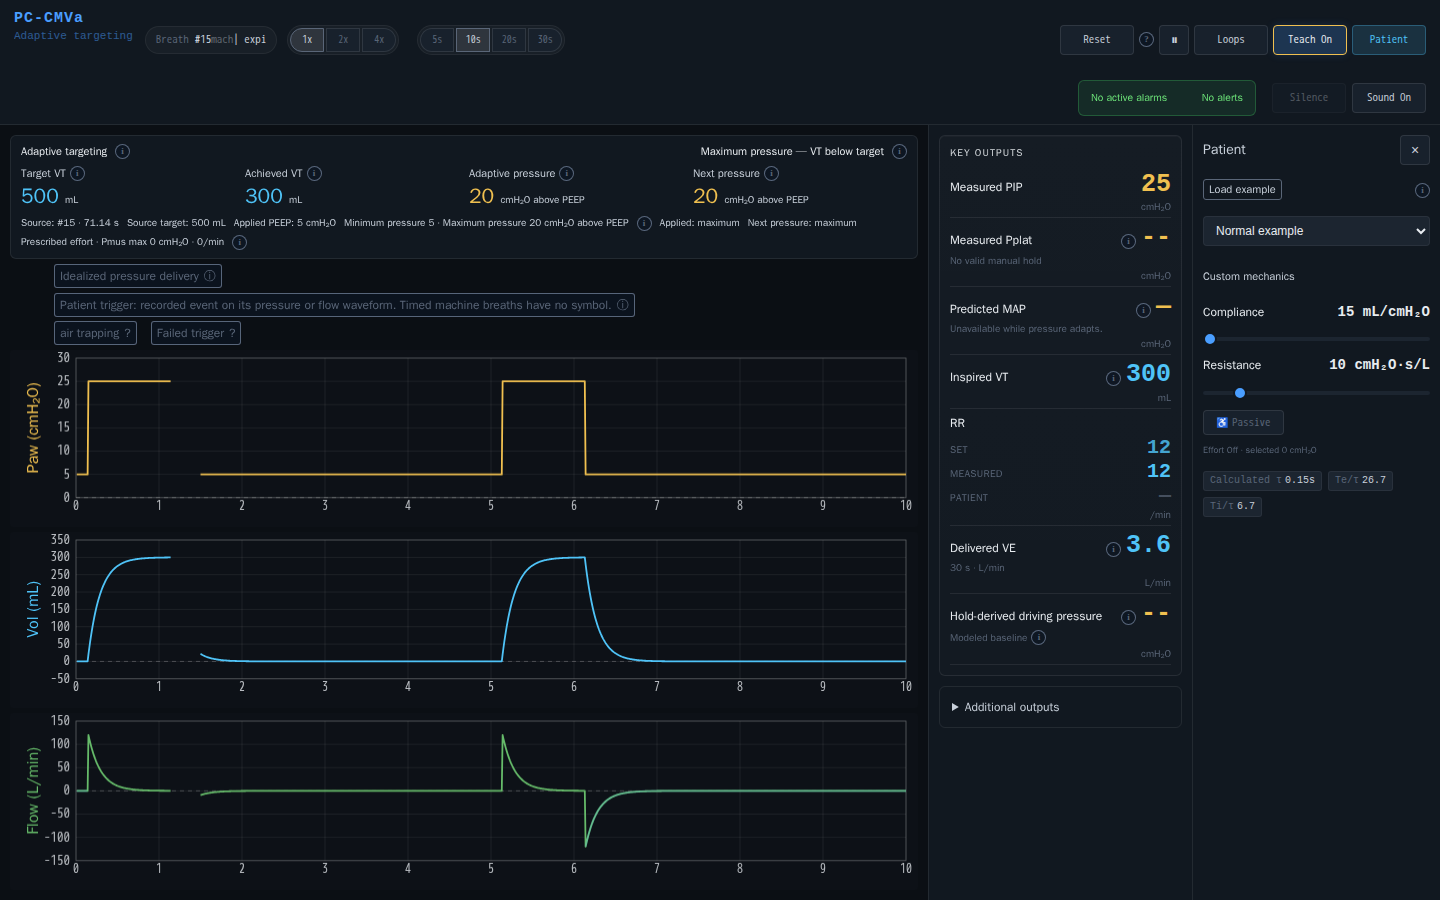 PC-CMVa
Adaptive targeting
Breath #15 mach| expi
1x 2x 4x
5s 10s 20s 30s
Reset ? ⏸ Loops Teach On Patient
No active alarms No alerts Silence Sound On
Adaptive targeting i
Maximum pressure — VT below target i
Target VT i Achieved VT i Adaptive pressure i Next pressure i
500 mL 300 mL 20 cmH₂O above PEEP 20 cmH₂O above PEEP
Source: #15 · 71.14 s Source target: 500 mL Applied PEEP: 5 cmH₂O Minimum pressure 5 · Maximum pressure 20 cmH₂O above PEEP i Applied: maximum Next pressure: maximum
Prescribed effort · Pmus max 0 cmH₂O · 0/min i
Idealized pressure delivery ⓘ
Patient trigger: recorded event on its pressure or flow waveform. Timed machine breaths have no symbol. ⓘ
air trapping ? Failed trigger ?
Paw (cmH₂O)
30
25
20
15
10
5
0
0 1 2 3 4 5 6 7 8 9 10
Vol (mL)
350
300
250
200
150
100
50
0
-50
0 1 2 3 4 5 6 7 8 9 10
Flow (L/min)
150
100
50
0
-50
-100
-150
0 1 2 3 4 5 6 7 8 9 10
KEY OUTPUTS
Measured PIP 25
cmH₂O
Measured Pplat i --
No valid manual hold
cmH₂O
Predicted MAP i —
Unavailable while pressure adapts.
cmH₂O
Inspired VT i 300
mL
RR
SET 12
MEASURED 12
PATIENT —
/min
Delivered VE i 3.6
30 s · L/min
L/min
Hold-derived driving pressure i --
Modeled baseline i
cmH₂O
▶ Additional outputs
Patient ×
Load example i
Normal example
Custom mechanics
Compliance 15 mL/cmH₂O
Resistance 10 cmH₂O·s/L
♿ Passive
Effort Off · selected 0 cmH₂O
Calculated τ 0.15s Te/τ 26.7
Ti/τ 6.7